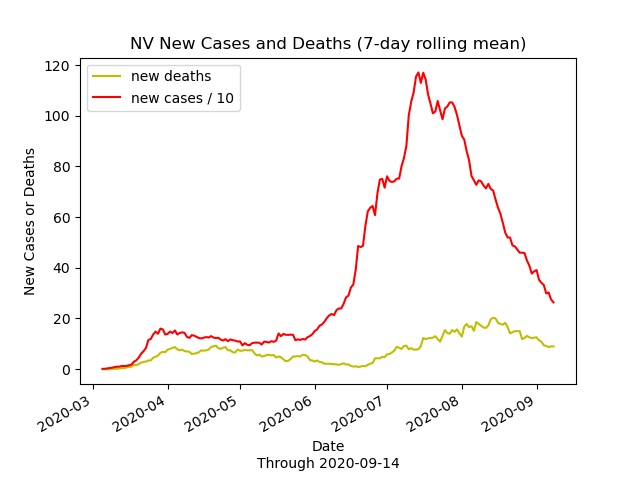 NV New Cases and Deaths (7-day rolling mean)
new deaths
new cases / 10
120
100
80
60
40
20
0
New Cases or Deaths
2020-03
2020-04
2020-05
2020-06
2020-07
2020-08
2020-09
Date
Through 2020-09-14